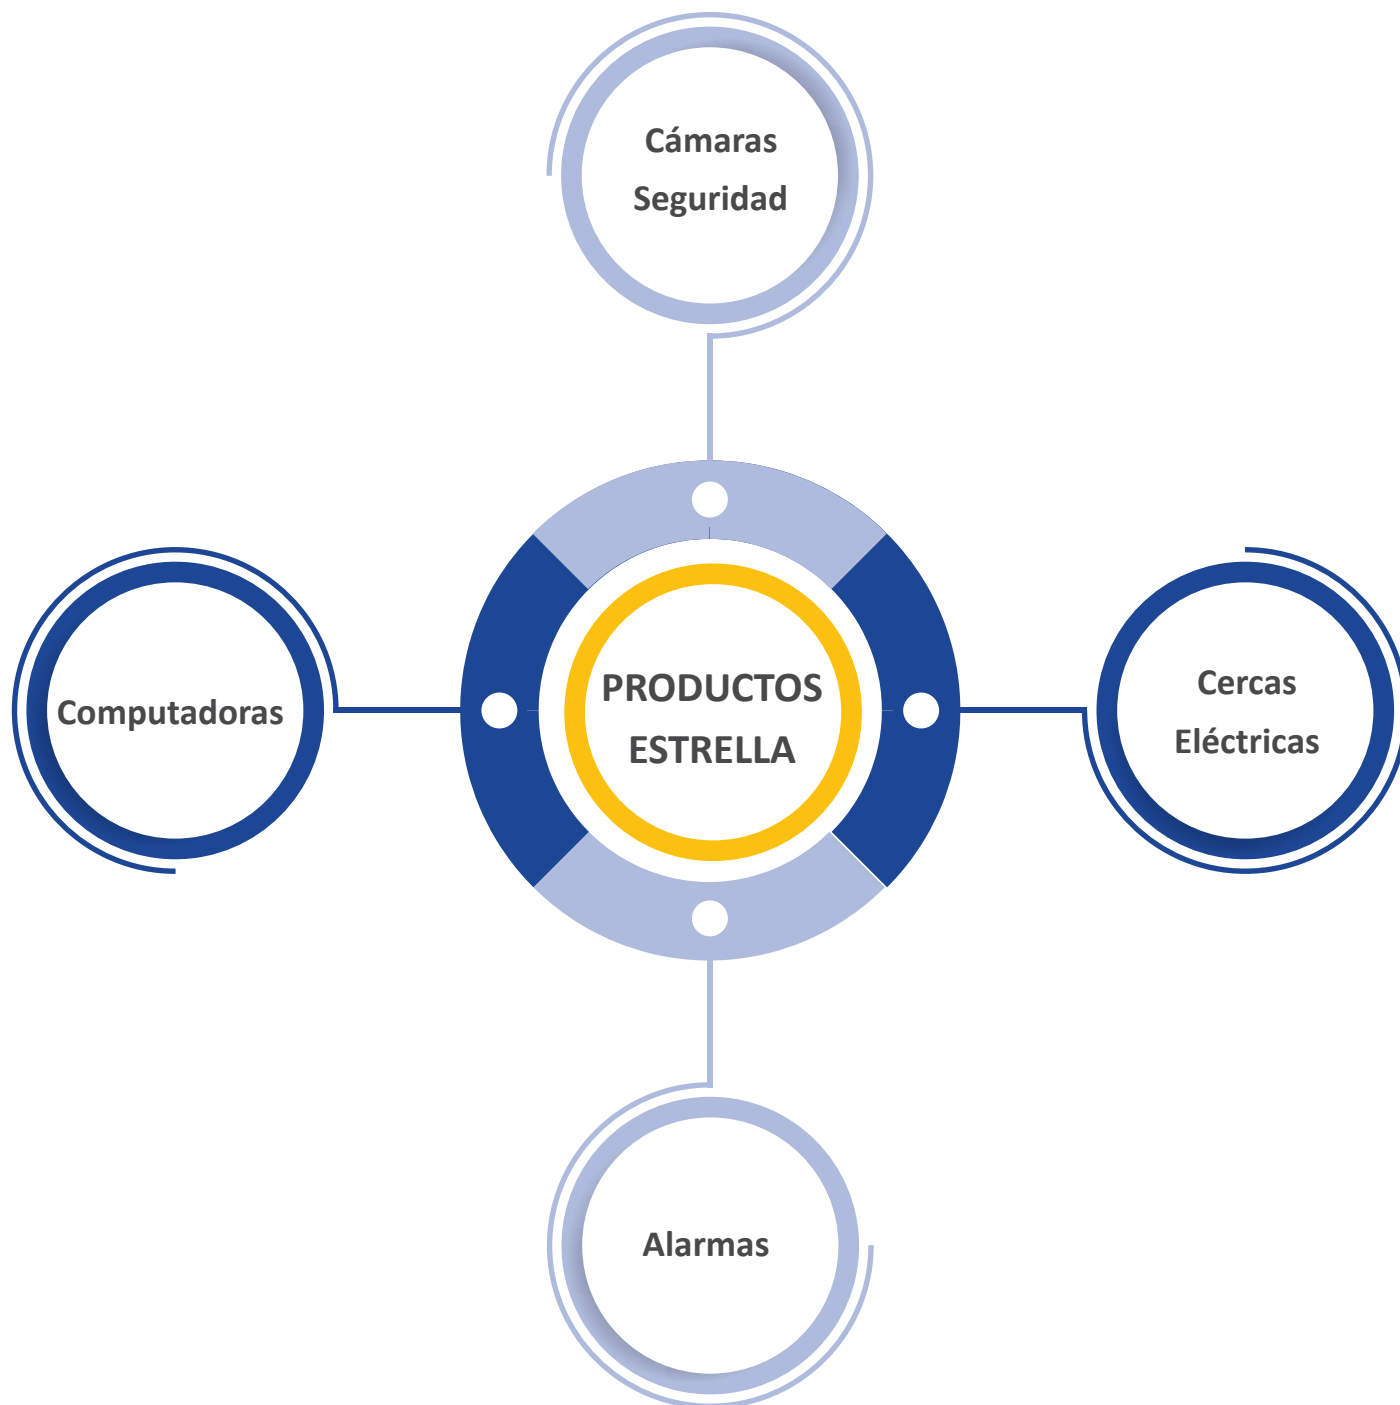 Cámaras
Seguridad
Computadoras
PRODUCTOS
ESTRELLA
Cercas
Eléctricas
Alarmas